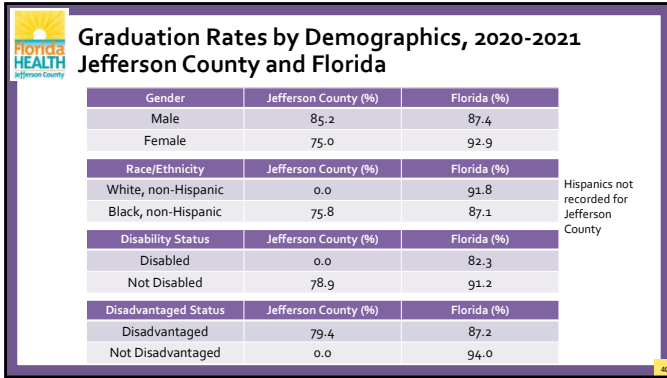 Florida
HEALTH
Jefferson County
Graduation Rates by Demographics, 2020-2021
Jefferson County and Florida
Gender Jefferson County (%) Florida (%)
Male 85.2 87.4
Female 75.0 92.9
Race/Ethnicity Jefferson County (%) Florida (%)
White, non-Hispanic 0.0 91.8
Black, non-Hispanic 75.8 87.1
Hispanics not
recorded for
Jefferson
County
Disability Status Jefferson County (%) Florida (%)
Disabled 0.0 82.3
Not Disabled 78.9 91.2
Disadvantaged Status Jefferson County (%) Florida (%)
Disadvantaged 79.4 87.2
Not Disadvantaged 0.0 94.0